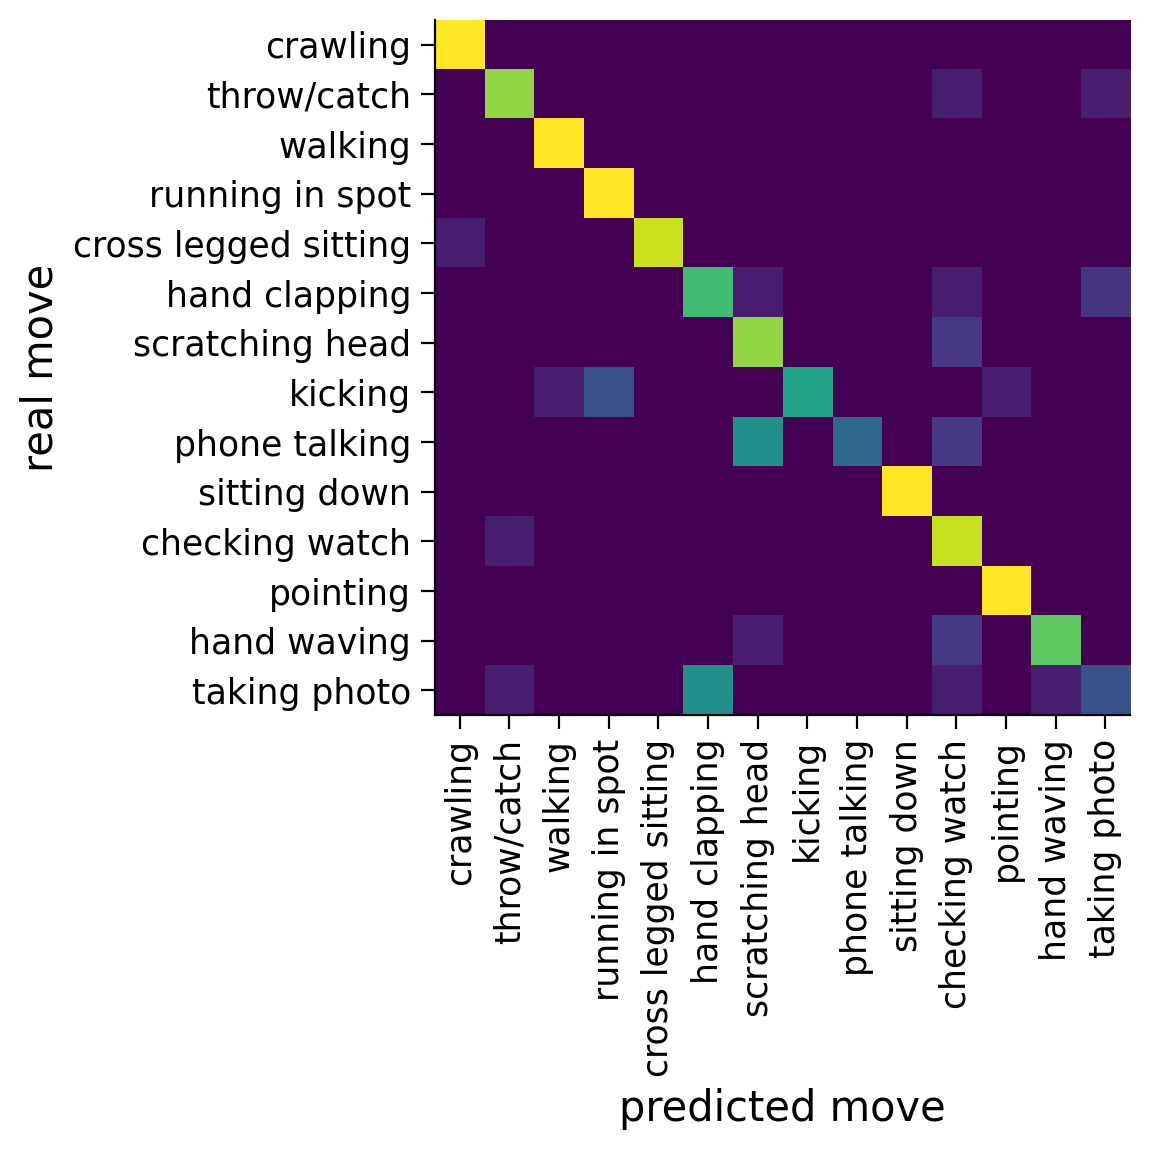 real move
crawling
throw/catch
walking
running in spot
cross legged sitting
hand clapping
scratching head
kicking
phone talking
sitting down
checking watch
pointing
hand waving
taking photo
crawling
throw/catch
walking
running in spot
cross legged sitting
hand clapping
scratching head
kicking
phone talking
sitting down
checking watch
pointing
hand waving
taking photo
predicted move